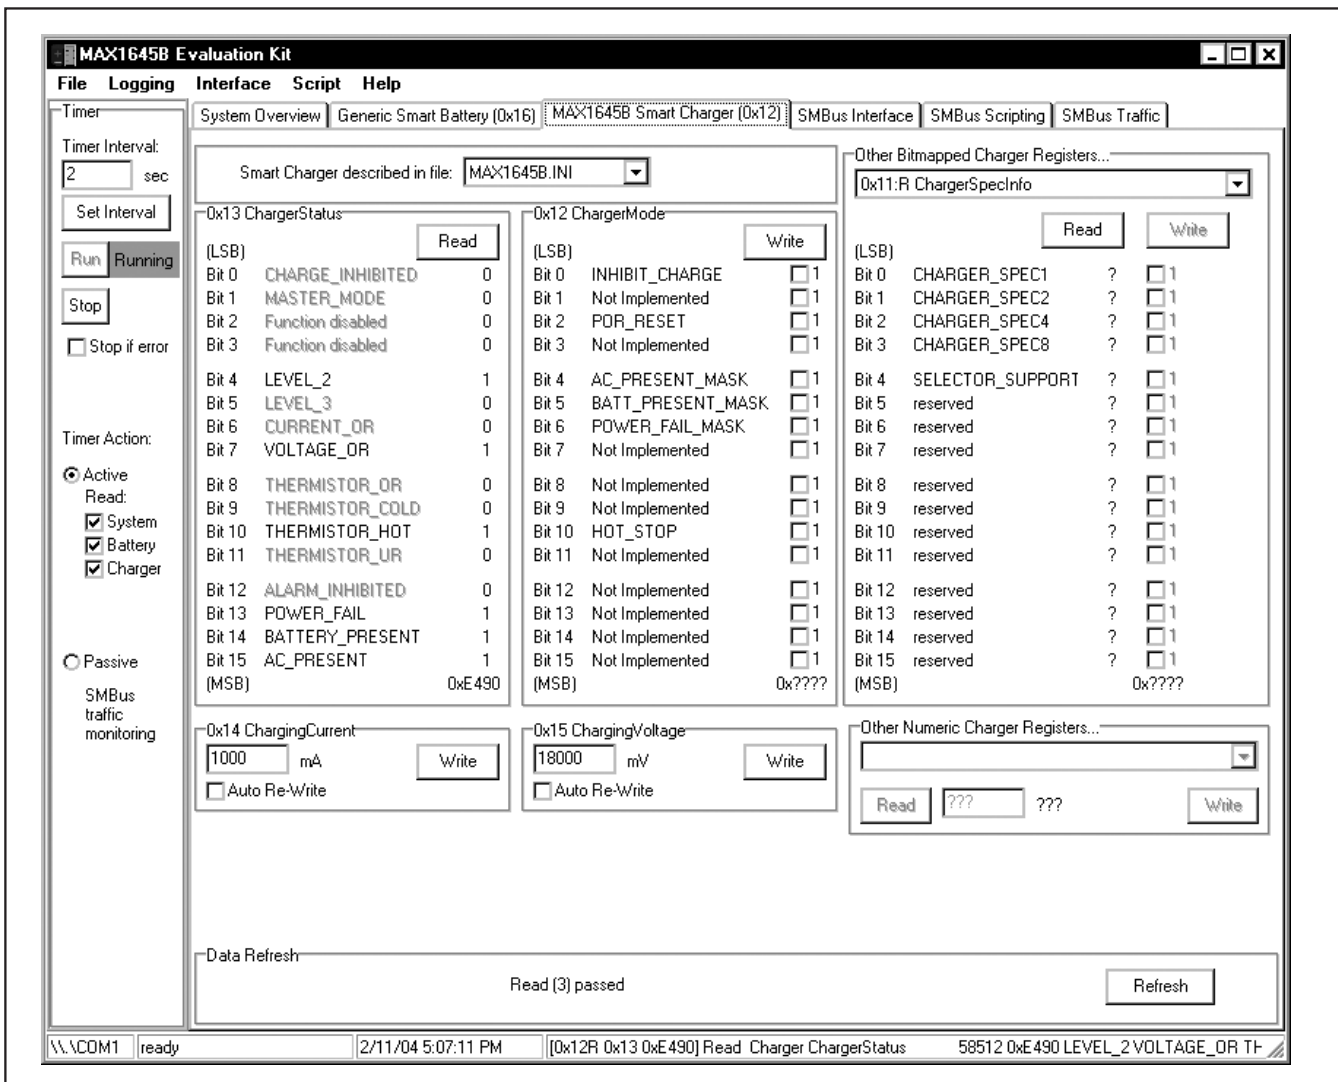 MAX1645B Evaluation Kit
File Logging Interface Script Help
Timer
Timer Interval:
2 sec
Set Interval
Run Running
Stop
Stop if error
Timer Action:
Active
Read:
System
Battery
Charger
Passive
SMBus
traffic
monitoring
System Overview Generic Smart Battery (0x16) MAX1645B Smart Charger (0x12) SMBus Interface SMBus Scripting SMBus Traffic
Smart Charger described in file: MAX1645B.INI
0x13 ChargerStatus
Read
(LSB)
Bit 0 CHARGE_INHIBITED 0
Bit 1 MASTER_MODE 0
Bit 2 Function disabled 0
Bit 3 Function disabled 0
Bit 4 LEVEL_2 1
Bit 5 LEVEL_3 0
Bit 6 CURRENT_OR 0
Bit 7 VOLTAGE_OR 1
Bit 8 THERMISTOR_OR 0
Bit 9 THERMISTOR_COLD 0
Bit 10 THERMISTOR_HOT 1
Bit 11 THERMISTOR_UR 0
Bit 12 ALARM_INHIBITED 0
Bit 13 POWER_FAIL 1
Bit 14 BATTERY_PRESENT 1
Bit 15 AC_PRESENT 1
(MSB) 0xE490
0x12 ChargerMode
Write
(LSB)
Bit 0 INHIBIT_CHARGE 1
Bit 1 Not Implemented 1
Bit 2 POR_RESET 1
Bit 3 Not Implemented 1
Bit 4 AC_PRESENT_MASK 1
Bit 5 BATT_PRESENT_MASK 1
Bit 6 POWER_FAIL_MASK 1
Bit 7 Not Implemented 1
Bit 8 Not Implemented 1
Bit 9 Not Implemented 1
Bit 10 HOT_STOP 1
Bit 11 Not Implemented 1
Bit 12 Not Implemented 1
Bit 13 Not Implemented 1
Bit 14 Not Implemented 1
Bit 15 Not Implemented 1
(MSB) 0x????
Other Bitmapped Charger Registers...
0x11:R ChargerSpecInfo
Read Write
(LSB)
Bit 0 CHARGER_SPEC1 ? 1
Bit 1 CHARGER_SPEC2 ? 1
Bit 2 CHARGER_SPEC4 ? 1
Bit 3 CHARGER_SPEC8 ? 1
Bit 4 SELECTOR_SUPPORT ? 1
Bit 5 reserved ? 1
Bit 6 reserved ? 1
Bit 7 reserved ? 1
Bit 8 reserved ? 1
Bit 9 reserved ? 1
Bit 10 reserved ? 1
Bit 11 reserved ? 1
Bit 12 reserved ? 1
Bit 13 reserved ? 1
Bit 14 reserved ? 1
Bit 15 reserved ? 1
(MSB) 0x????
0x14 ChargingCurrent
1000 mA Write
Auto Re-Write
0x15 ChargingVoltage
18000 mV Write
Auto Re-Write
Other Numeric Charger Registers...
Read ??? ??? Write
Data Refresh
Read (3) passed Refresh
\\.\COM1 ready 2/11/04 5:07:11 PM [0x12R 0x13 0xE490] Read Charger ChargerStatus 58512 0xE490 LEVEL_2 VOLTAGE_OR TH